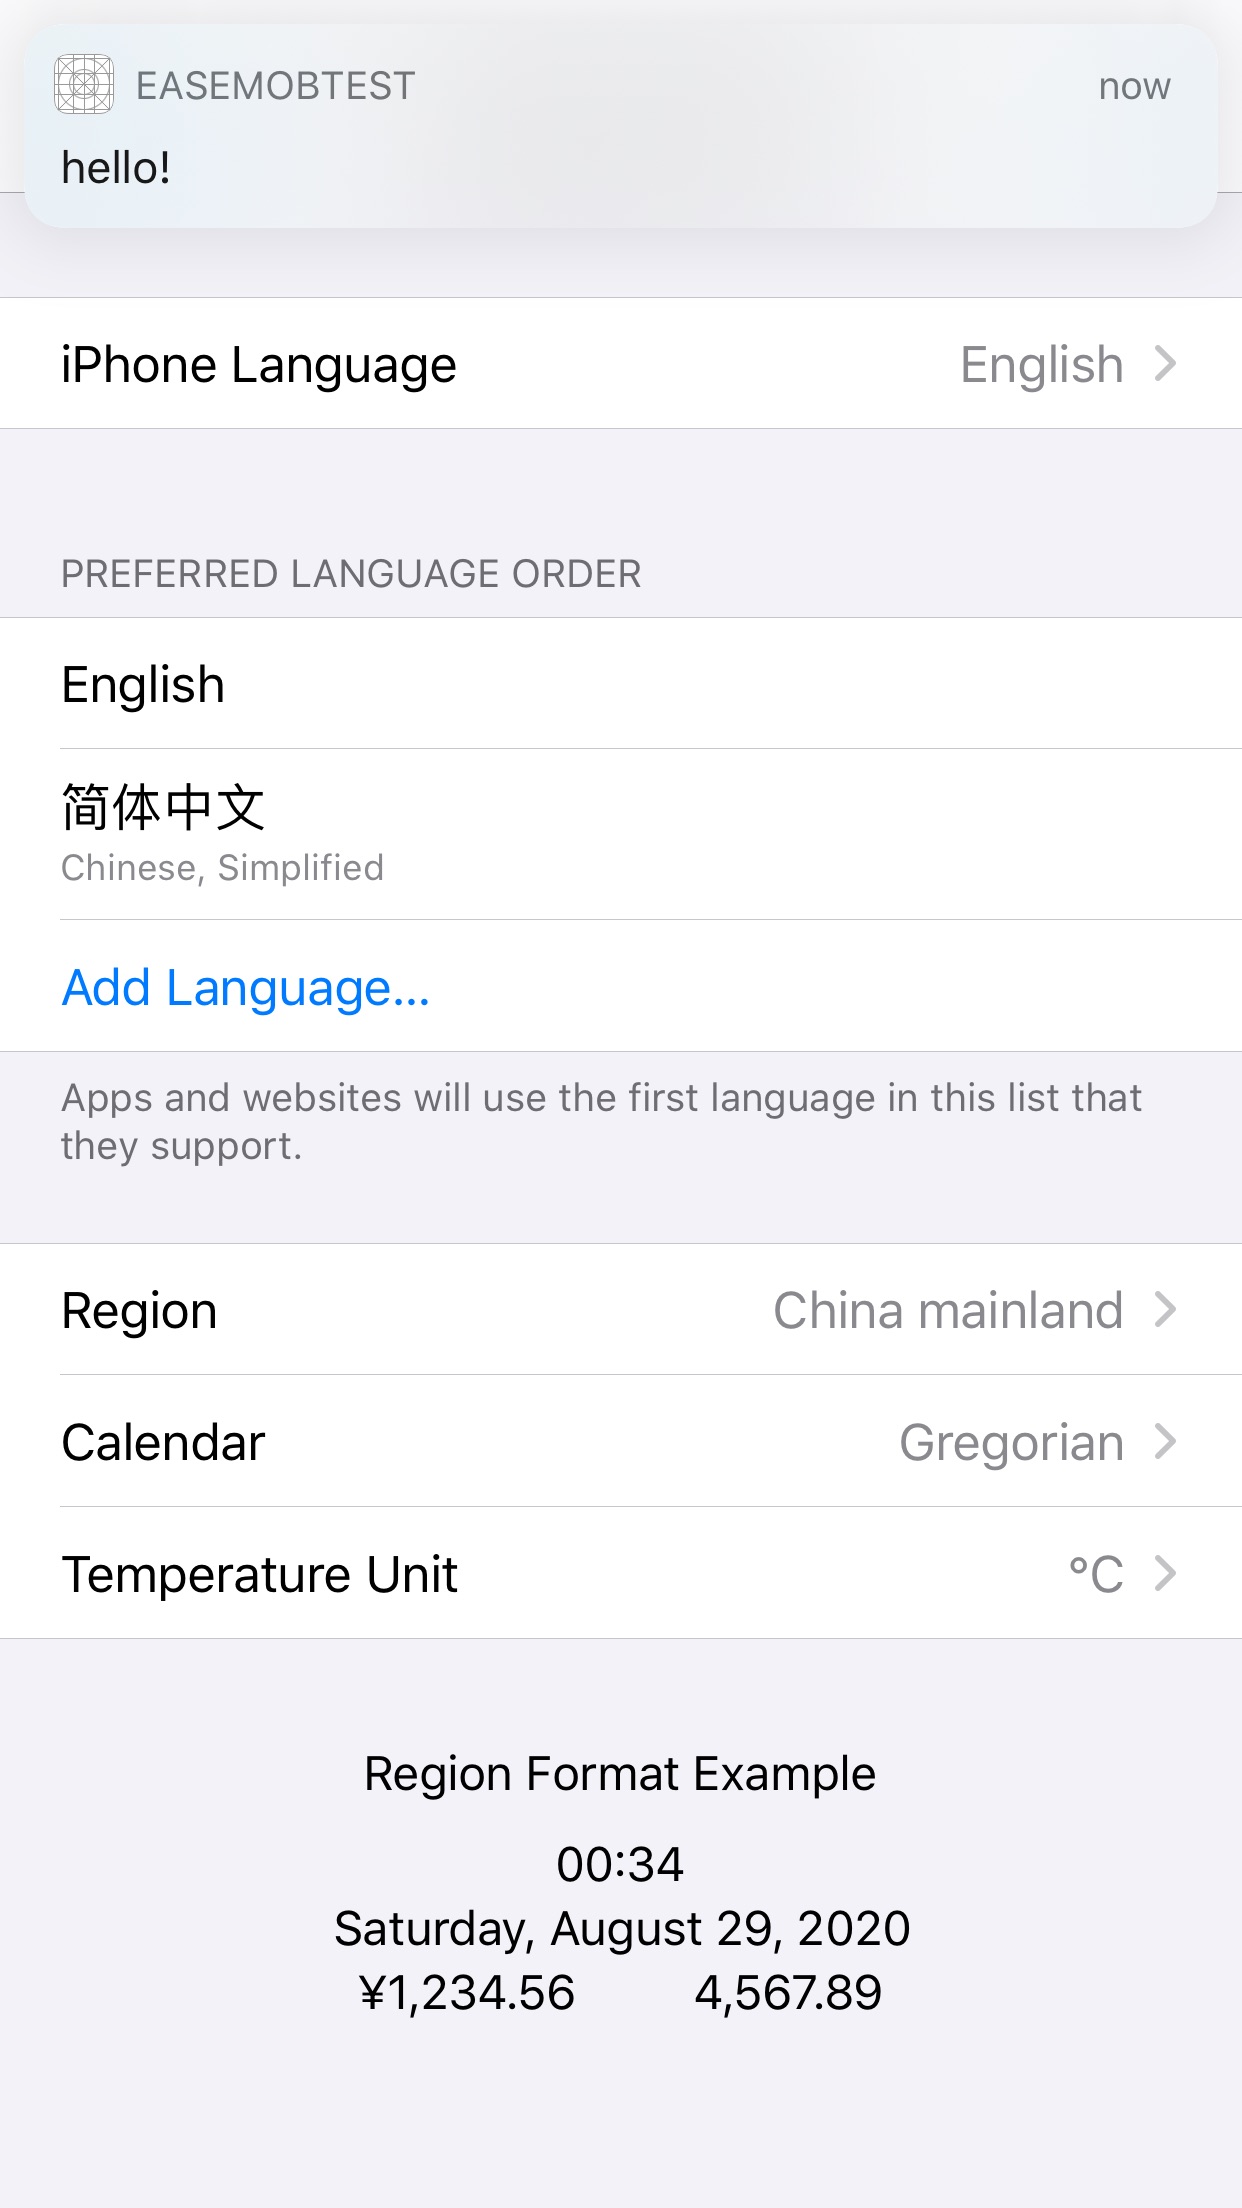 EASEMOBTEST now
hello!
iPhone Language English
PREFERRED LANGUAGE ORDER
English
简体中文
Chinese, Simplified
Add Language...
Apps and websites will use the first language in this list that
they support.
Region China mainland
Calendar Gregorian
Temperature Unit °C
Region Format Example
00:34
Saturday, August 29, 2020
¥1,234.56 4,567.89